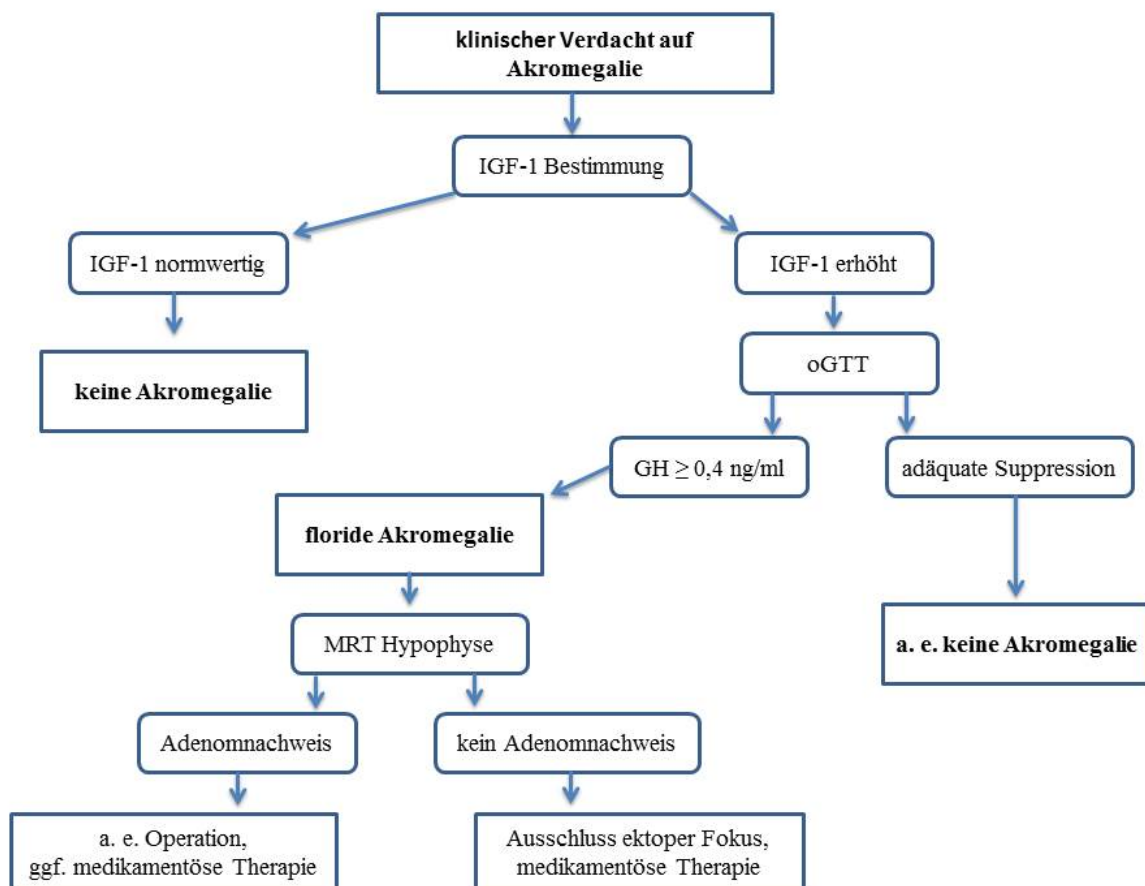 klinischer Verdacht auf
Akromegalie
IGF-1 Bestimmung
IGF-1 normwertig
IGF-1 erhöht
keine Akromegalie
oGTT
GH ≥ 0,4 ng/ml
adäquate Suppression
floride Akromegalie
MRT Hypophyse
a. e. keine Akromegalie
Adenomnachweis
kein Adenomnachweis
a. e. Operation,
ggf. medikamentöse Therapie
Ausschluss ektoper Fokus,
medikamentöse Therapie